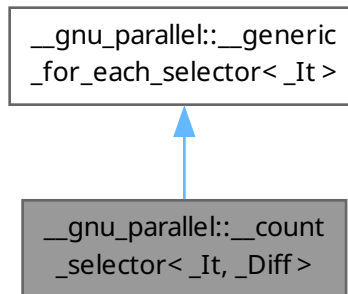 __gnu_parallel::__generic
_for_each_selector< _It >
__gnu_parallel::__count
_selector< _It, _Diff >